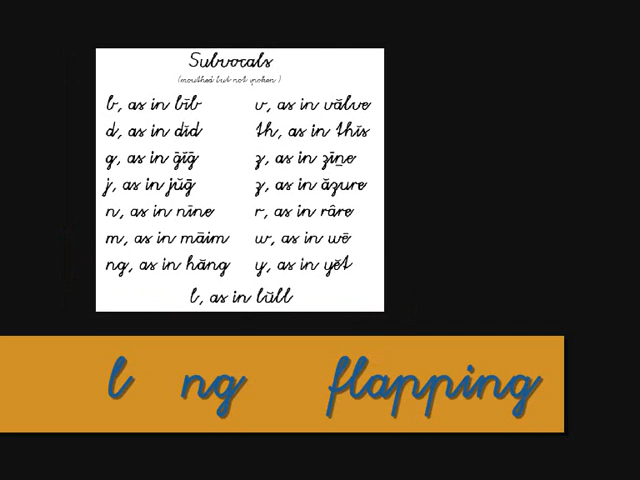 Subvocals
(mouthed but not spoken)
b, as in bĭb
d, as in dĭd
g, as in ḡĭḡ
j, as in jŭḡ
n, as in nīne
m, as in māim
ng, as in hăng
v, as in vălve
th, as in thĭs
z, as in zīne
z, as in ăzure
r, as in râre
w, as in wē
y, as in yĕt
l, as in lŭll
l ng flapping